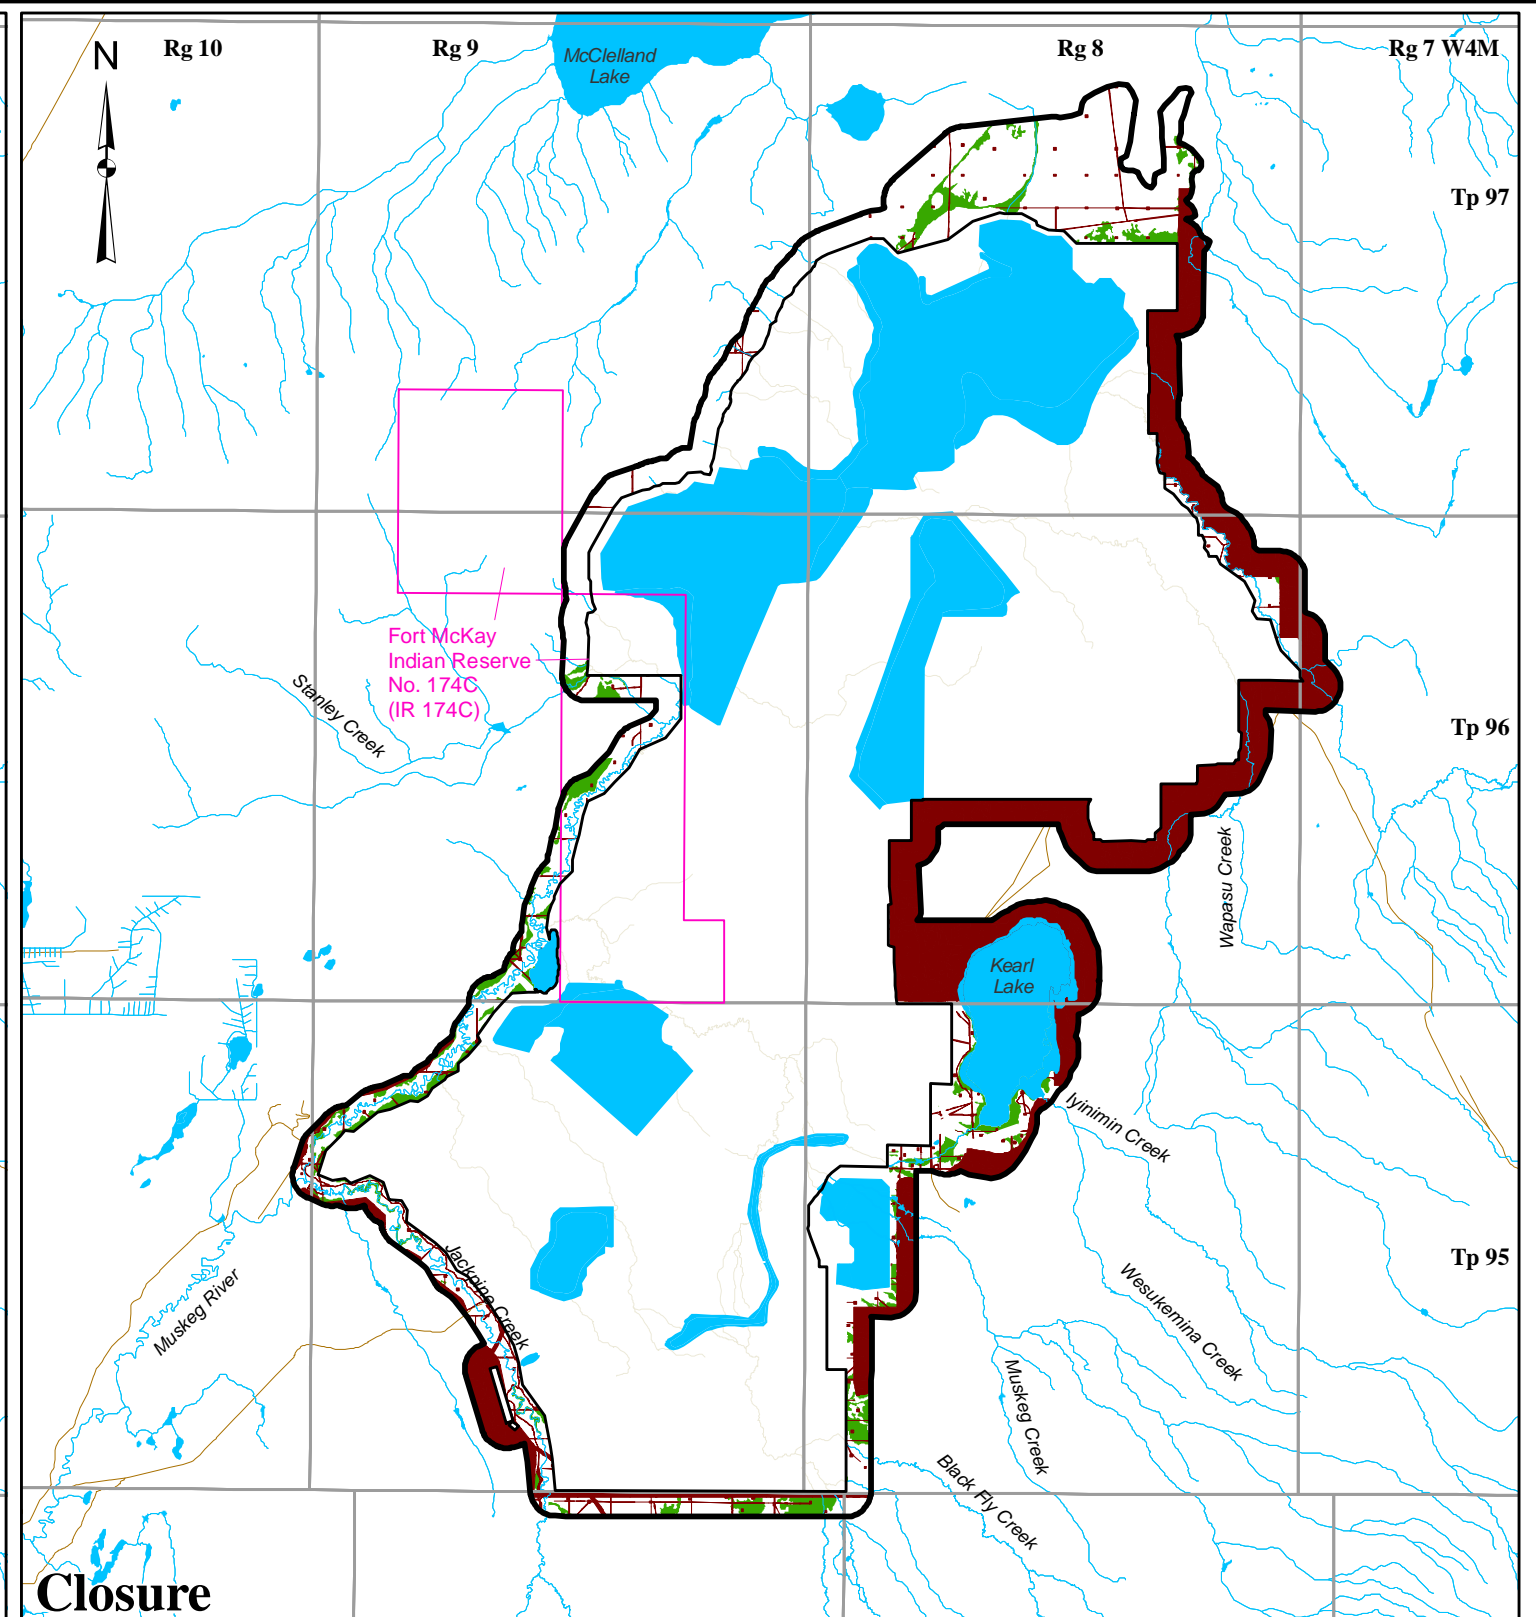 Rg 10
Rg 9
Rg 8
Rg 7 W4M
N
McClelland
Lake
Tp 97
Fort McKay
Indian Reserve
No. 174C
(IR 174C)
Stanley Creek
Tp 96
Wapasu Creek
Kearl
Lake
Iyinimin Creek
Jackpine Creek
Muskeg River
Wesukemina Creek
Tp 95
Muskeg Creek
Black Fly Creek
Closure